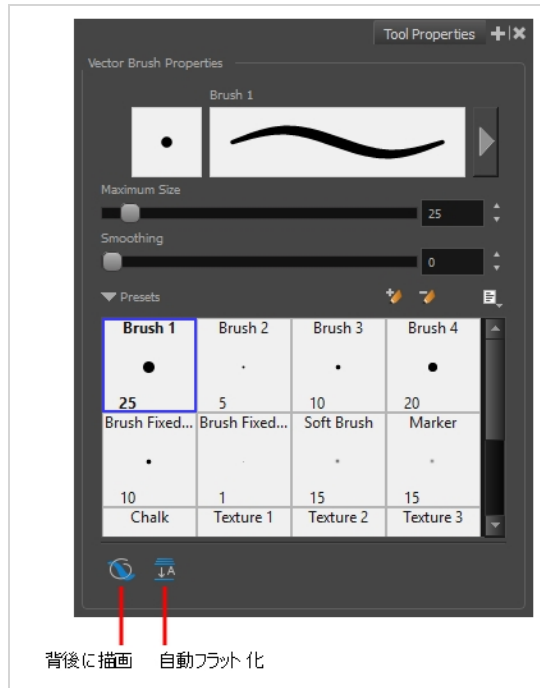 Tool Properties
Vector Brush Properties
Brush 1
Maximum Size
25
Smoothing
0
Presets
Brush 1 Brush 2 Brush 3 Brush 4
25 5 10 20
Brush Fixed... Brush Fixed... Soft Brush Marker
10 1 15 15
Chalk Texture 1 Texture 2 Texture 3
背後に描画 自動フラット化